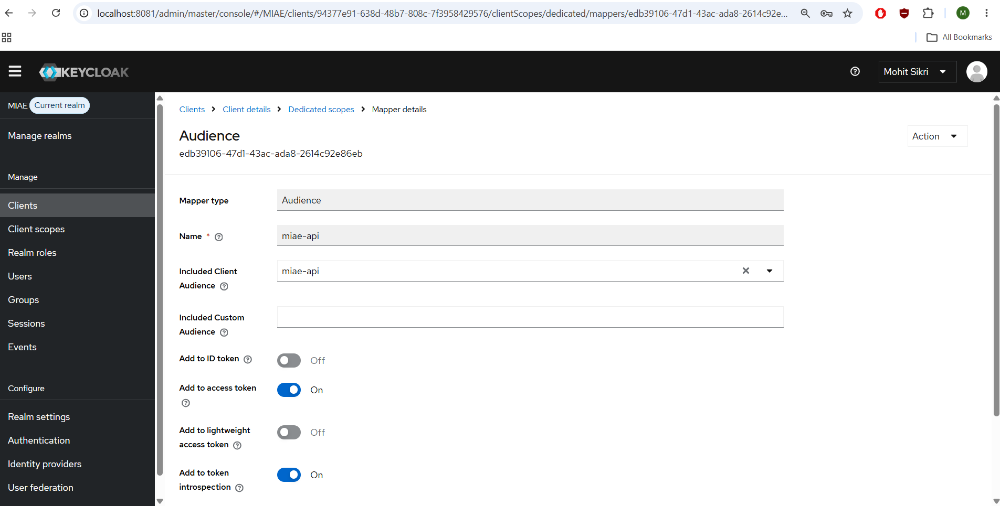 localhost:8081/admin/master/console/#/MIAE/clients/94377e91-638d-48b7-808c-7f3958429576/clientScopes/dedicated/mappers/edb39106-47d1-43ac-ada8-2614c92e...
M
All Bookmarks
KEYCLOAK
Mohit Sikri
MIAE Current realm
Manage realms
Manage
Clients
Client scopes
Realm roles
Users
Groups
Sessions
Events
Configure
Realm settings
Authentication
Identity providers
User federation
Clients > Client details > Dedicated scopes > Mapper details
Audience
edb39106-47d1-43ac-ada8-2614c92e86eb
Action
Mapper type
Audience
Name *
miae-api
Included Client
Audience
miae-api
Included Custom
Audience
Add to ID token
Off
Add to access token
On
Add to lightweight
access token
Off
Add to token
introspection
On